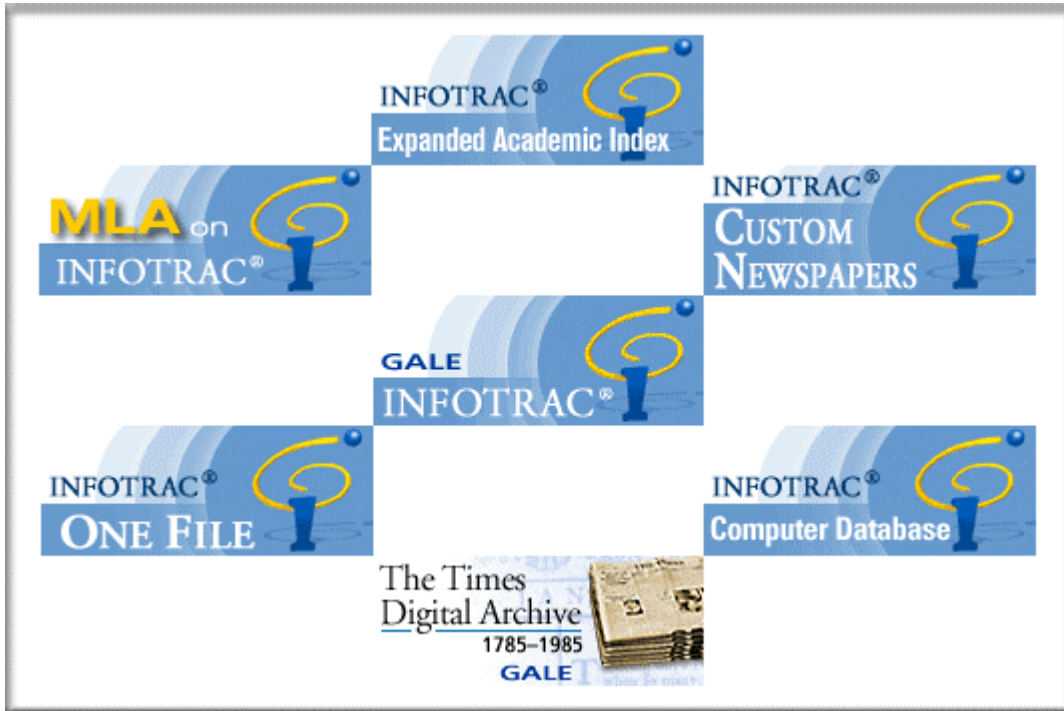 INFOTRAC®
Expanded Academic Index
MLA on
INFOTRAC®
INFOTRAC®
CUSTOM
NEWSPAPERS
GALE
INFOTRAC®
INFOTRAC®
ONE FILE
INFOTRAC®
Computer Database
The Times
Digital Archive
1785–1985
GALE